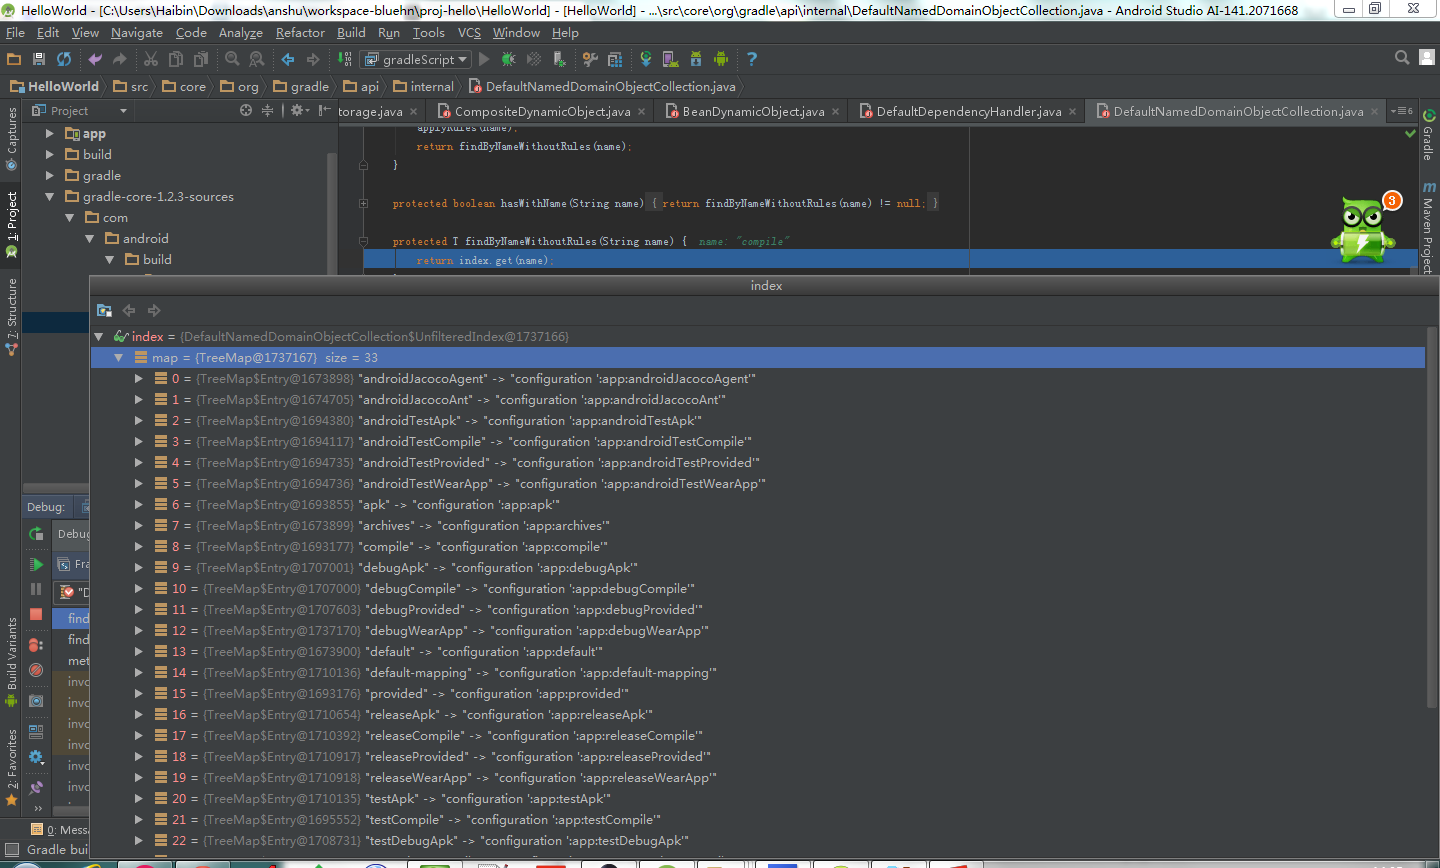 HelloWorld - [C:\Users\Haibin\Downloads\anshu\workspace-bluehn\proj-hello\HelloWorld] - [HelloWorld] - ...\src\core\org\gradle\api\internal\DefaultNamedDomainObjectCollection.java - Android Studio AI-141.2071668
File Edit View Navigate Code Analyze Refactor Build Run Tools VCS Window Help
gradleScript
HelloWorld src core org gradle api internal DefaultNamedDomainObjectCollection.java
Project
torage.java CompositeDynamicObject.java BeanDynamicObject.java DefaultDependencyHandler.java DefaultNamedDomainObjectCollection.java 6
Captures
1: Project
7: Structure
Build Variants
2: Favorites
app
build
gradle
gradle-core-1.2.3-sources
com
android
build
applyRules(name);
return findByNameWithoutRules(name);
}
protected boolean hasWithName(String name) { return findByNameWithoutRules(name) != null; }
protected T findByNameWithoutRules(String name) { name: "compile"
return index.get(name);
Gradle
Maven Project
3
index
index = {DefaultNamedDomainObjectCollection$UnfilteredIndex@1737166}
map = {TreeMap@1737167} size = 33
0 = {TreeMap$Entry@1673898} "androidJacocoAgent" -> "configuration ':app:androidJacocoAgent'"
1 = {TreeMap$Entry@1674705} "androidJacocoAnt" -> "configuration ':app:androidJacocoAnt'"
2 = {TreeMap$Entry@1694380} "androidTestApk" -> "configuration ':app:androidTestApk'"
3 = {TreeMap$Entry@1694117} "androidTestCompile" -> "configuration ':app:androidTestCompile'"
4 = {TreeMap$Entry@1694735} "androidTestProvided" -> "configuration ':app:androidTestProvided'"
5 = {TreeMap$Entry@1694736} "androidTestWearApp" -> "configuration ':app:androidTestWearApp'"
6 = {TreeMap$Entry@1693855} "apk" -> "configuration ':app:apk'"
7 = {TreeMap$Entry@1673899} "archives" -> "configuration ':app:archives'"
8 = {TreeMap$Entry@1693177} "compile" -> "configuration ':app:compile'"
9 = {TreeMap$Entry@1707001} "debugApk" -> "configuration ':app:debugApk'"
10 = {TreeMap$Entry@1707000} "debugCompile" -> "configuration ':app:debugCompile'"
11 = {TreeMap$Entry@1707603} "debugProvided" -> "configuration ':app:debugProvided'"
12 = {TreeMap$Entry@1737170} "debugWearApp" -> "configuration ':app:debugWearApp'"
13 = {TreeMap$Entry@1673900} "default" -> "configuration ':app:default'"
14 = {TreeMap$Entry@1710136} "default-mapping" -> "configuration ':app:default-mapping'"
15 = {TreeMap$Entry@1693176} "provided" -> "configuration ':app:provided'"
16 = {TreeMap$Entry@1710654} "releaseApk" -> "configuration ':app:releaseApk'"
17 = {TreeMap$Entry@1710392} "releaseCompile" -> "configuration ':app:releaseCompile'"
18 = {TreeMap$Entry@1710917} "releaseProvided" -> "configuration ':app:releaseProvided'"
19 = {TreeMap$Entry@1710918} "releaseWearApp" -> "configuration ':app:releaseWearApp'"
20 = {TreeMap$Entry@1710135} "testApk" -> "configuration ':app:testApk'"
21 = {TreeMap$Entry@1695552} "testCompile" -> "configuration ':app:testCompile'"
22 = {TreeMap$Entry@1708731} "testDebugApk" -> "configuration ':app:testDebugApk'"
Debug:
Debu
Fra
"D
find
find
met
invo
invo
invo
invo
invo
invo
0: Messa
Gradle bui